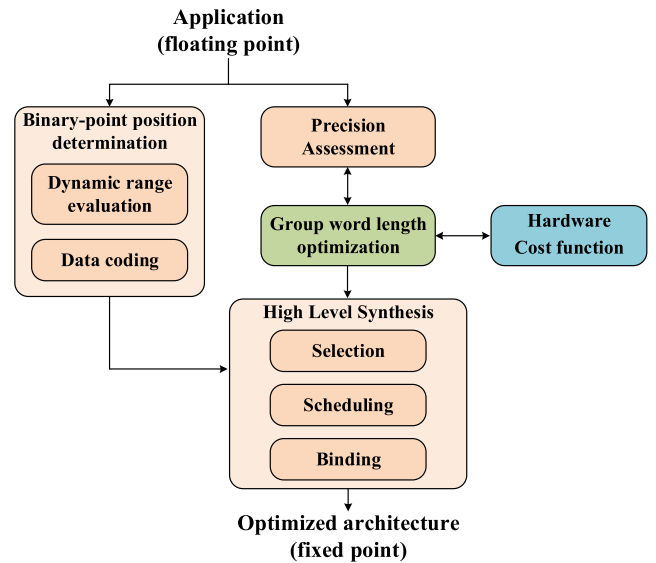 Application
(floating point)
Binary-point position
determination
Dynamic range
evaluation
Data coding
Precision
Assessment
Group word length
optimization
Hardware
Cost function
High Level Synthesis
Selection
Scheduling
Binding
Optimized architecture
(fixed point)